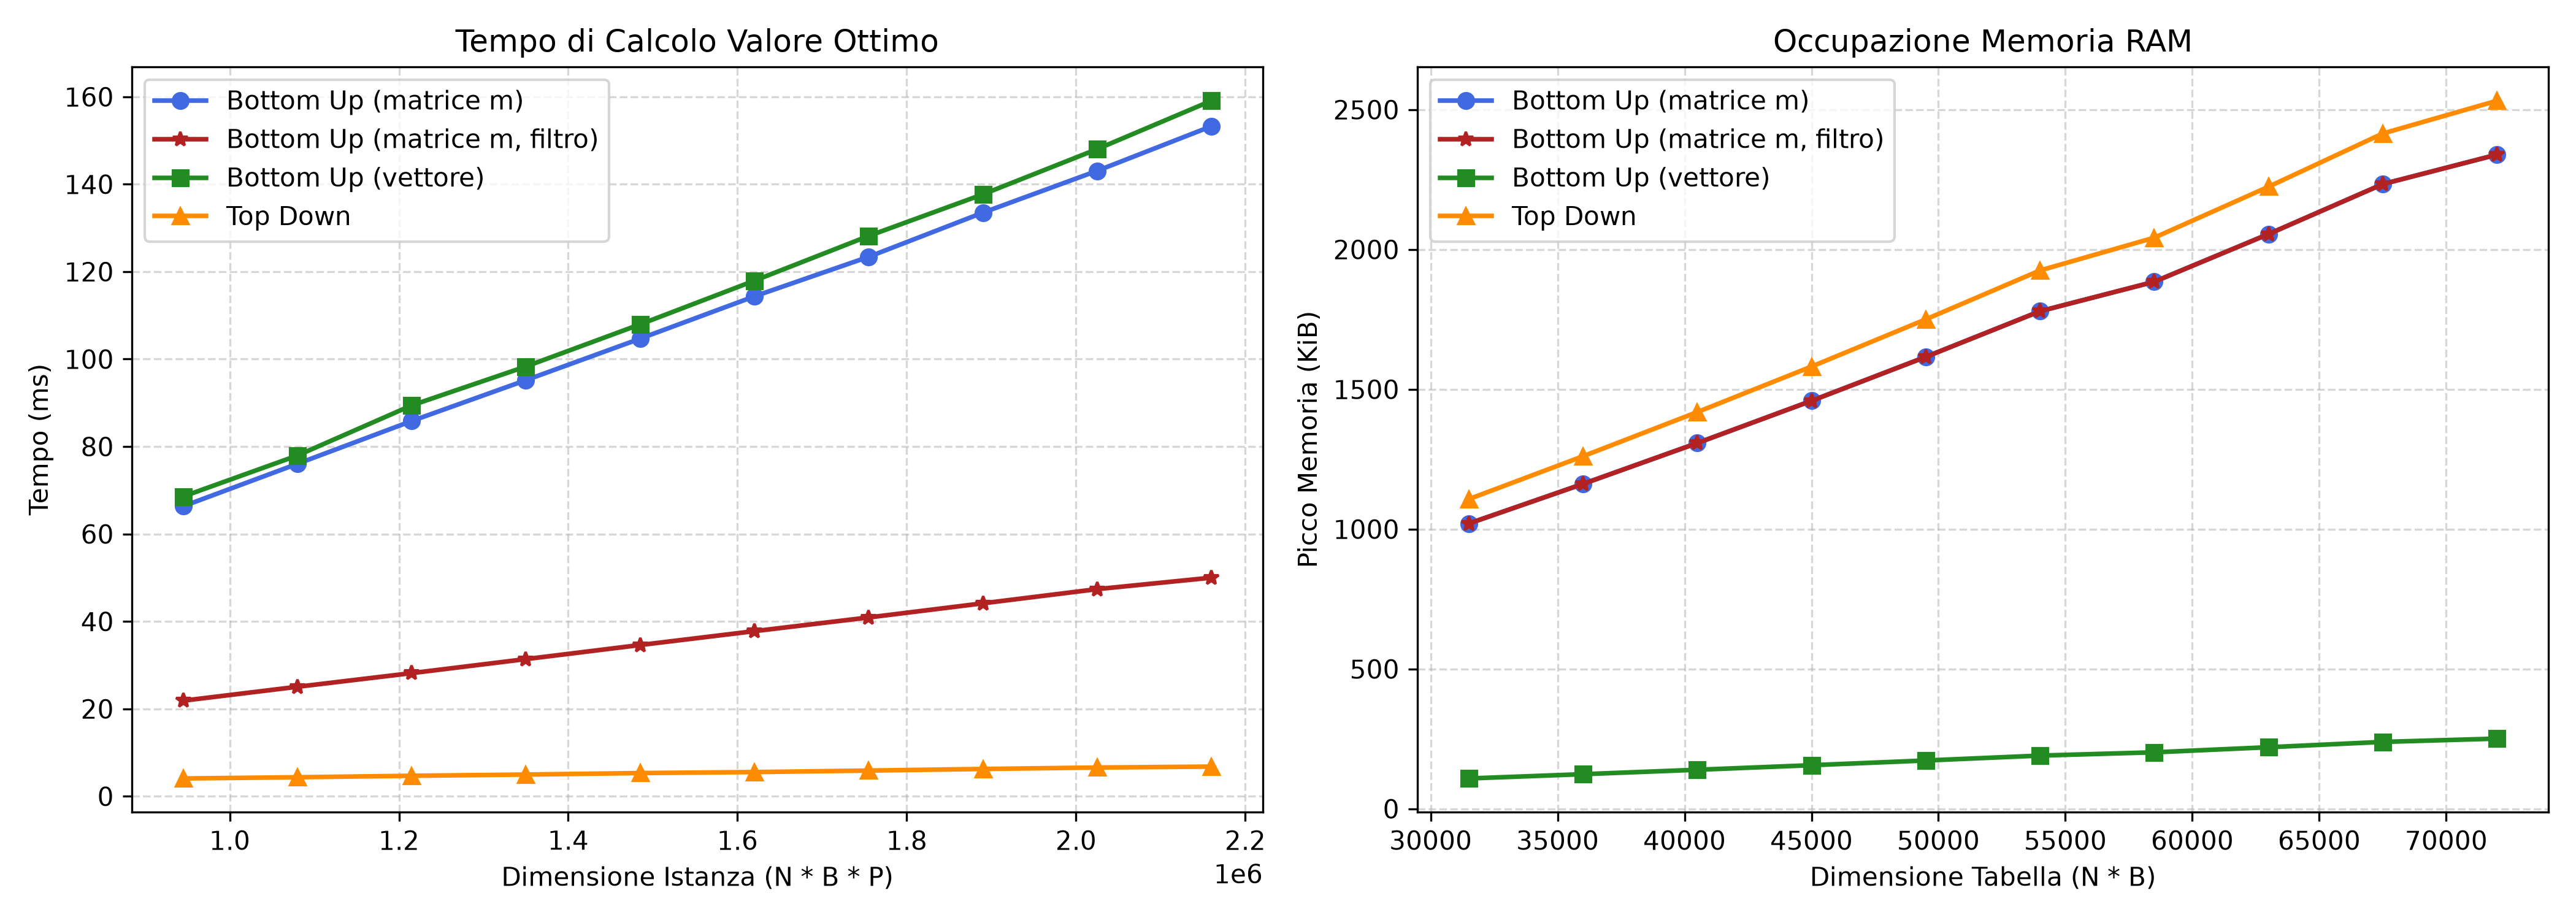 Tempo di Calcolo Valore Ottimo
160
140
120
100
80
60
40
20
0
Tempo (ms)
Bottom Up (matrice m)
Bottom Up (matrice m, filtro)
Bottom Up (vettore)
Top Down
1.0
1.2
1.4
1.6
1.8
2.0
2.2
1e6
Dimensione Istanza (N * B * P)
Occupazione Memoria RAM
2500
2000
1500
1000
500
0
Picco Memoria (KiB)
Bottom Up (matrice m)
Bottom Up (matrice m, filtro)
Bottom Up (vettore)
Top Down
30000
35000
40000
45000
50000
55000
60000
65000
70000
Dimensione Tabella (N * B)